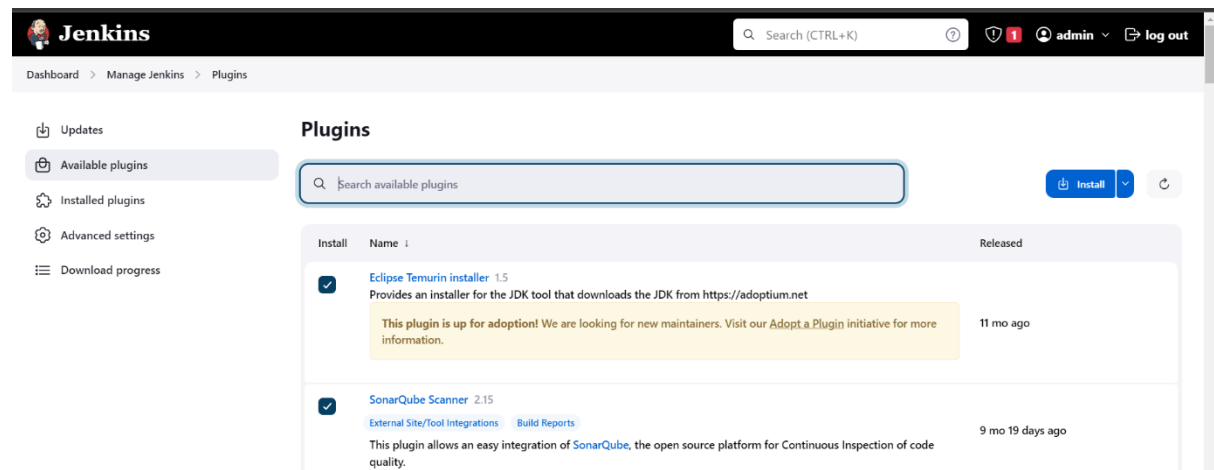 Jenkins
Search (CTRL+K)
1
admin
log out
Dashboard > Manage Jenkins > Plugins
Updates
Available plugins
Installed plugins
Advanced settings
Download progress
Plugins
Search available plugins
Install
Install Name ↓ Released
Eclipse Temurin installer 1.5
Provides an installer for the JDK tool that downloads the JDK from https://adoptium.net
This plugin is up for adoption! We are looking for new maintainers. Visit our Adopt a Plugin initiative for more
information.
11 mo ago
SonarQube Scanner 2.15
External Site/Tool Integrations Build Reports
This plugin allows an easy integration of SonarQube, the open source platform for Continuous Inspection of code
quality.
9 mo 19 days ago